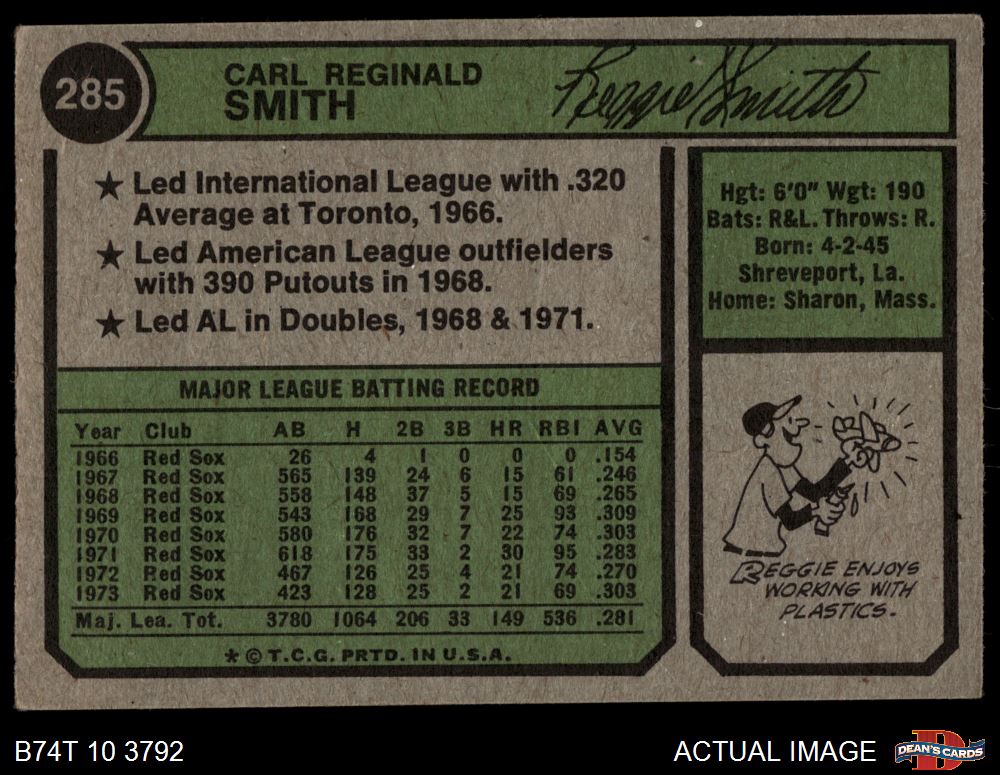 285
CARL REGINALD
SMITH
Reggie Smith
★ Led International League with .320
Average at Toronto, 1966.
★ Led American League outfielders
with 390 Putouts in 1968.
★ Led AL in Doubles, 1968 & 1971.
Hgt: 6'0" Wgt: 190
Bats: R&L. Throws: R.
Born: 4-2-45
Shreveport, La.
Home: Sharon, Mass.
MAJOR LEAGUE BATTING RECORD
Year Club AB H 2B 3B HR RBI AVG
1966 Red Sox 26 4 1 0 0 0 .154
1967 Red Sox 565 139 24 6 15 61 .246
1968 Red Sox 558 148 37 5 15 69 .265
1969 Red Sox 543 168 29 7 25 93 .309
1970 Red Sox 580 176 32 7 22 74 .303
1971 Red Sox 618 175 33 2 30 95 .283
1972 Red Sox 467 126 25 4 21 74 .270
1973 Red Sox 423 128 25 2 21 69 .303
Maj. Lea. Tot. 3780 1064 206 33 149 536 .281
* © T.C.G. PRTD. IN U.S.A.
REGGIE ENJOYS
WORKING WITH
PLASTICS.
B74T 10 3792
ACTUAL IMAGE
DEAN'S CARDS